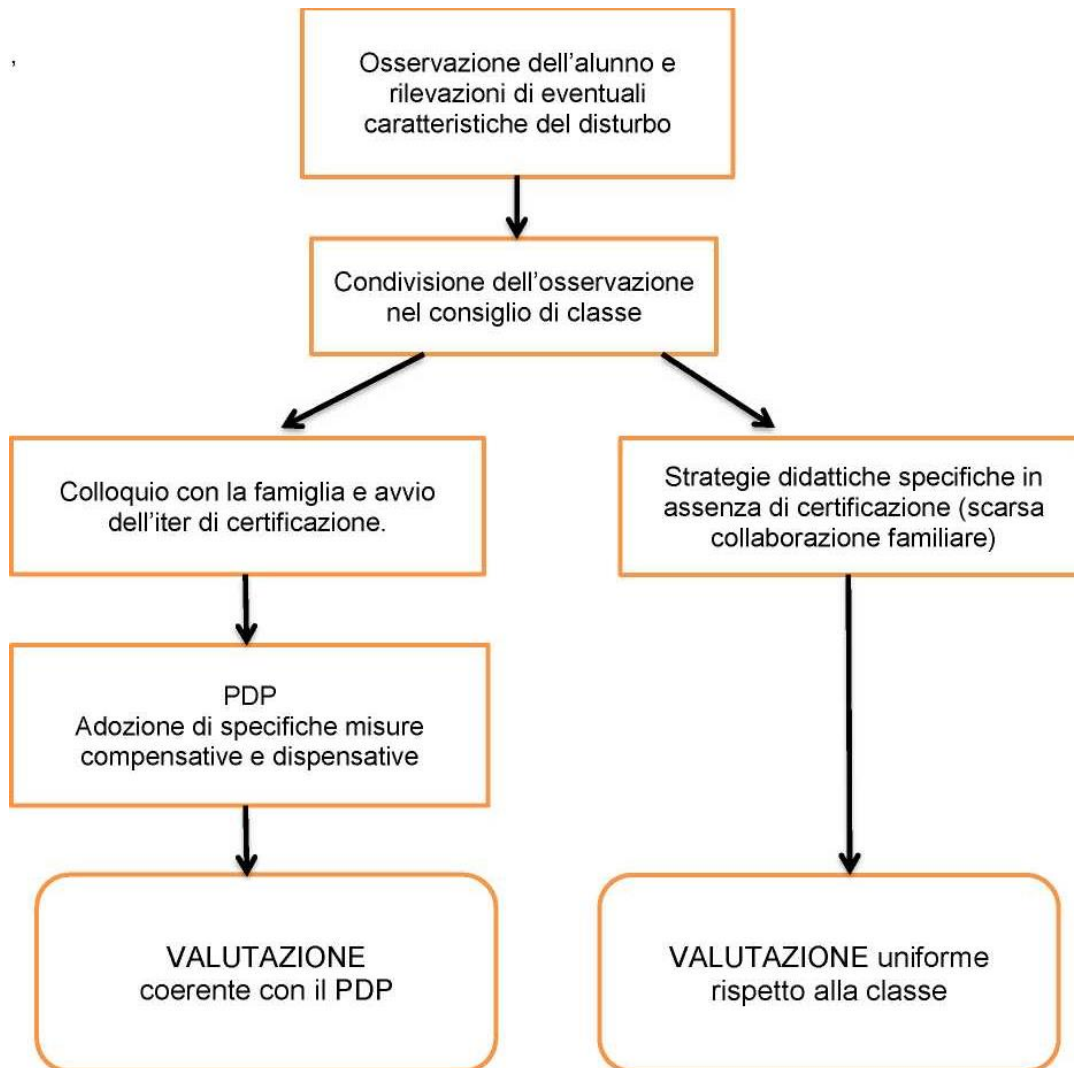 ,
Osservazione dell’alunno e
rilevazioni di eventuali
caratteristiche del disturbo
Condivisione dell’osservazione
nel consiglio di classe
Colloquio con la famiglia e avvio
dell’iter di certificazione.
Strategie didattiche specifiche in
assenza di certificazione (scarsa
collaborazione familiare)
PDP
Adozione di specifiche misure
compensative e dispensative
VALUTAZIONE
coerente con il PDP
VALUTAZIONE uniforme
rispetto alla classe